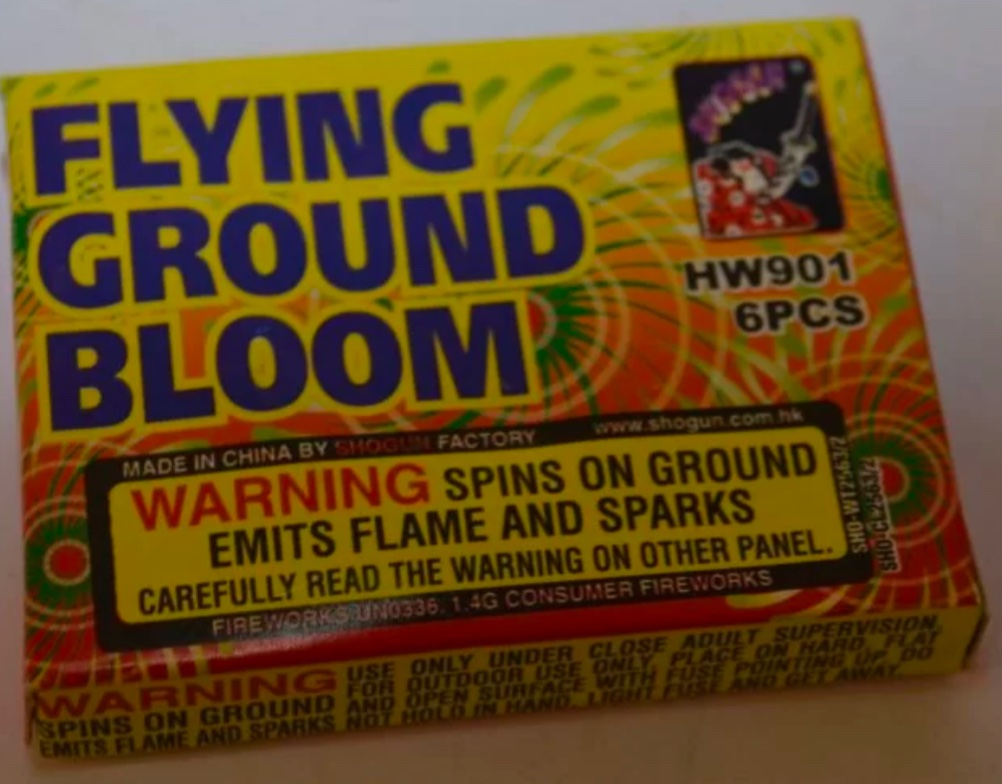 FLYING
GROUND
BLOOM
SHOGUN
HW901
6PCS
MADE IN CHINA BY SHOGUN FACTORY www.shogun.com.hk
WARNING SPINS ON GROUND
EMITS FLAME AND SPARKS
CAREFULLY READ THE WARNING ON OTHER PANEL.
FIREWORKS UN0336. 1.4G CONSUMER FIREWORKS
WARNING
SPINS ON GROUND
EMITS FLAME AND SPARKS
USE ONLY UNDER CLOSE ADULT SUPERVISION.
FOR OUTDOOR USE ONLY. PLACE ON HARD, FLAT
AND OPEN SURFACE WITH FUSE POINTING UP. DO
NOT HOLD IN HAND, LIGHT FUSE AND GET AWAY.